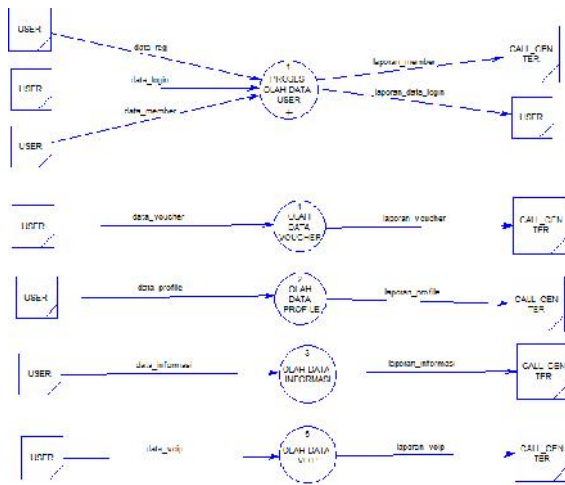 USER
data_reg
1
PROSES
OLAH DATA
USER
+
laporan_member
CALL_CEN
TER
USER
data_login
laporan_data_login
USER
data_member
USER
USER
data_voucher
1
OLAH
DATA
VOUCHER
laporan_voucher
CALL_CEN
TER
USER
data_profile
2
OLAH
DATA
PROFILE
laporan_profile
CALL_CEN
TER
USER
data_informasi
3
OLAH DATA
INFORMASI
laporan_informasi
CALL_CEN
TER
USER
data_voip
5
OLAH DATA
VOIP
laporan_voip
CALL_CEN
TER